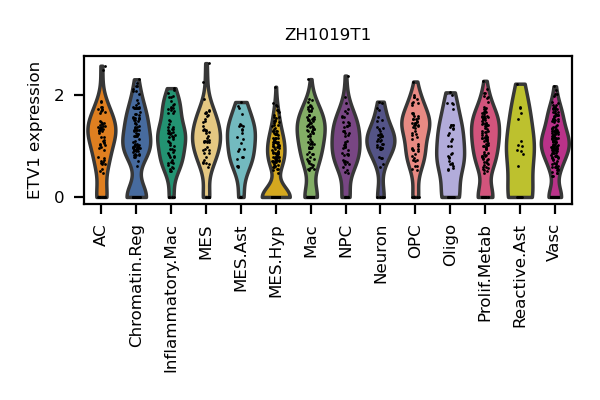 ZH1019T1
ETV1 expression
2
0
AC
Chromatin.Reg
Inflammatory.Mac
MES
MES.Ast
MES.Hyp
Mac
NPC
Neuron
OPC
Oligo
Prolif.Metab
Reactive.Ast
Vasc